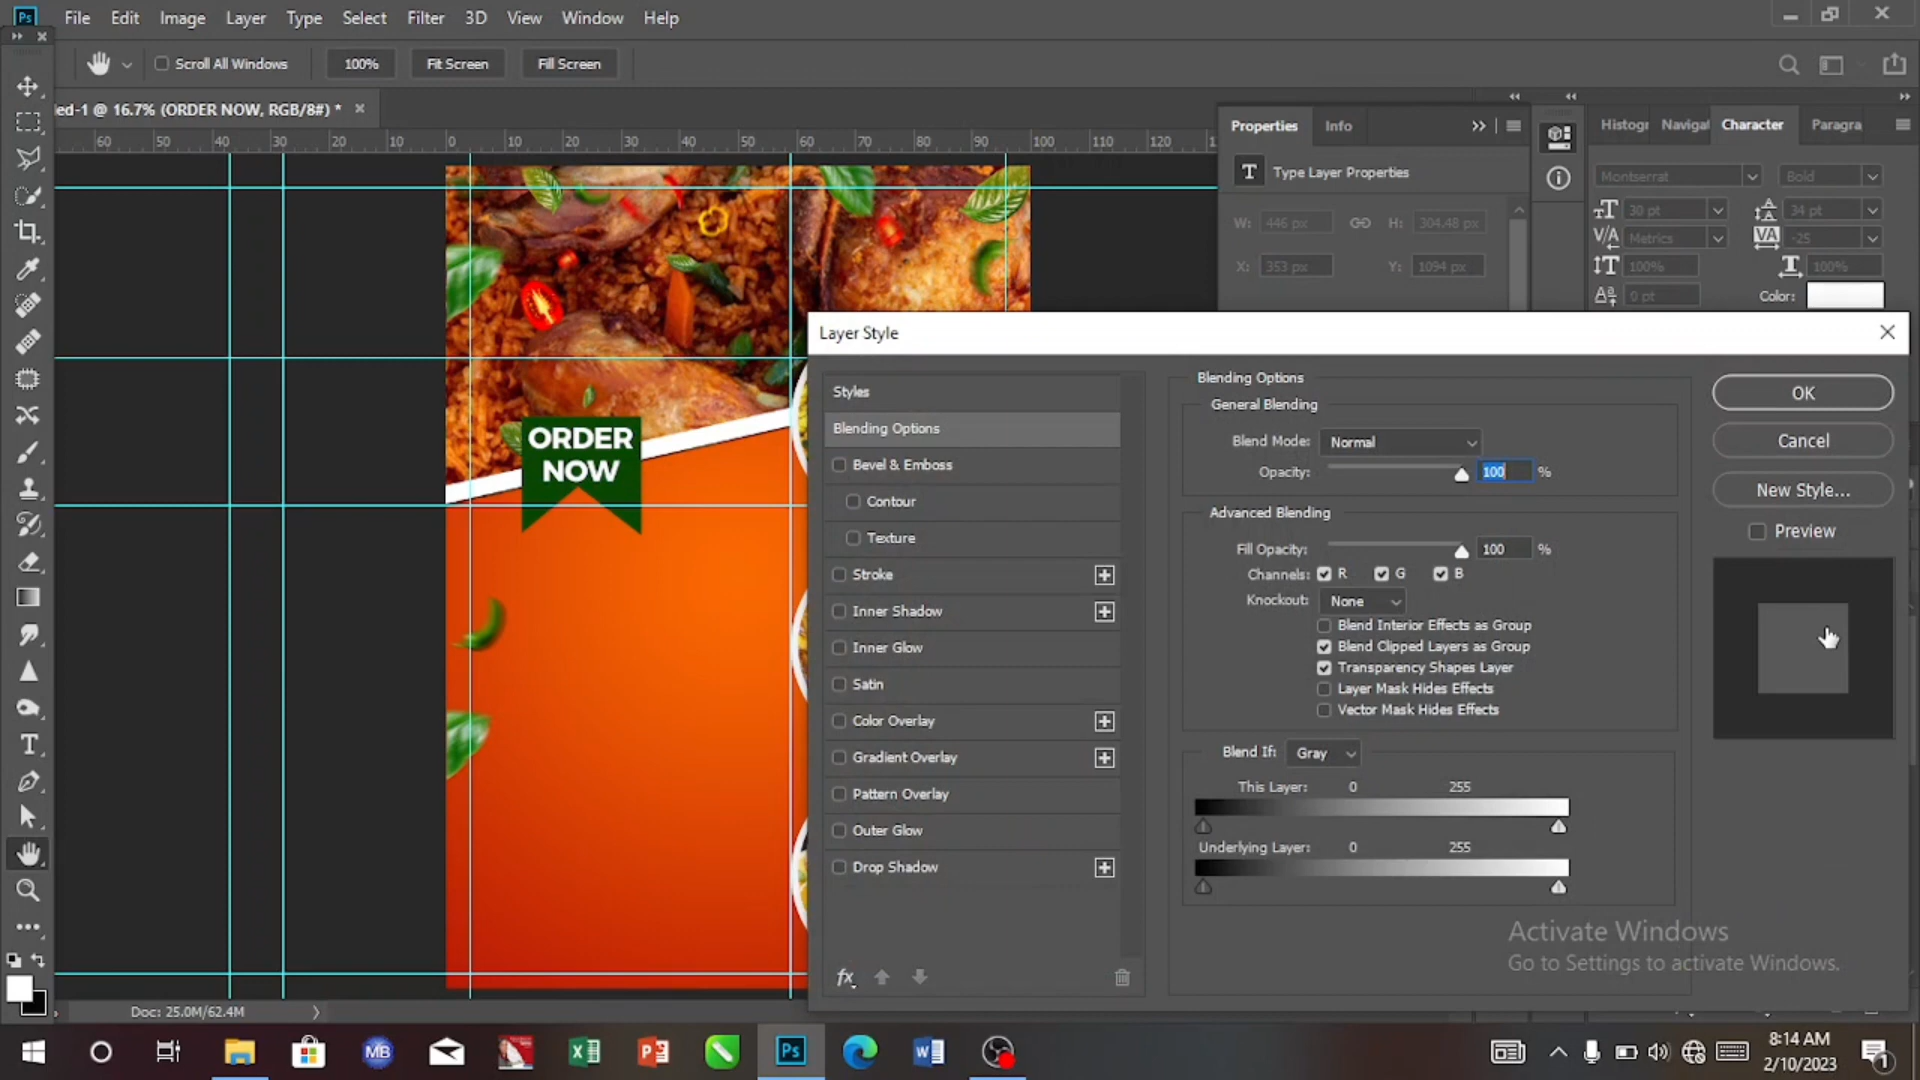 Ps File Edit Image Layer Type Select Filter 3D View Window Help
Scroll All Windows 100% Fit Screen Fill Screen
ed-1 @ 16.7% (ORDER NOW, RGB/8#) *
60 50 40 30 20 10 0 10 20 30 40 50 60 70 80 90 100 110 120
Properties Info
Histogr Navigat Character Paragra
T Type Layer Properties
Montserrat Bold
W: 446 px H: 304.48 px
30 pt 34 pt
Metrics -25
X: 353 px Y: 1094 px
100% 100%
0 pt Color:
ORDER
NOW
Layer Style
Styles
Blending Options
Bevel & Emboss
Contour
Texture
Stroke
Inner Shadow
Inner Glow
Satin
Color Overlay
Gradient Overlay
Pattern Overlay
Outer Glow
Drop Shadow
fx
Blending Options
General Blending
Blend Mode: Normal
Opacity: 100 %
Advanced Blending
Fill Opacity: 100 %
Channels: R G B
Knockout: None
Blend Interior Effects as Group
Blend Clipped Layers as Group
Transparency Shapes Layer
Layer Mask Hides Effects
Vector Mask Hides Effects
Blend If: Gray
This Layer: 0 255
Underlying Layer: 0 255
OK
Cancel
New Style...
Preview
Activate Windows
Go to Settings to activate Windows.
Doc: 25.0M/62.4M
MB
Ps
8:14 AM
2/10/2023
1